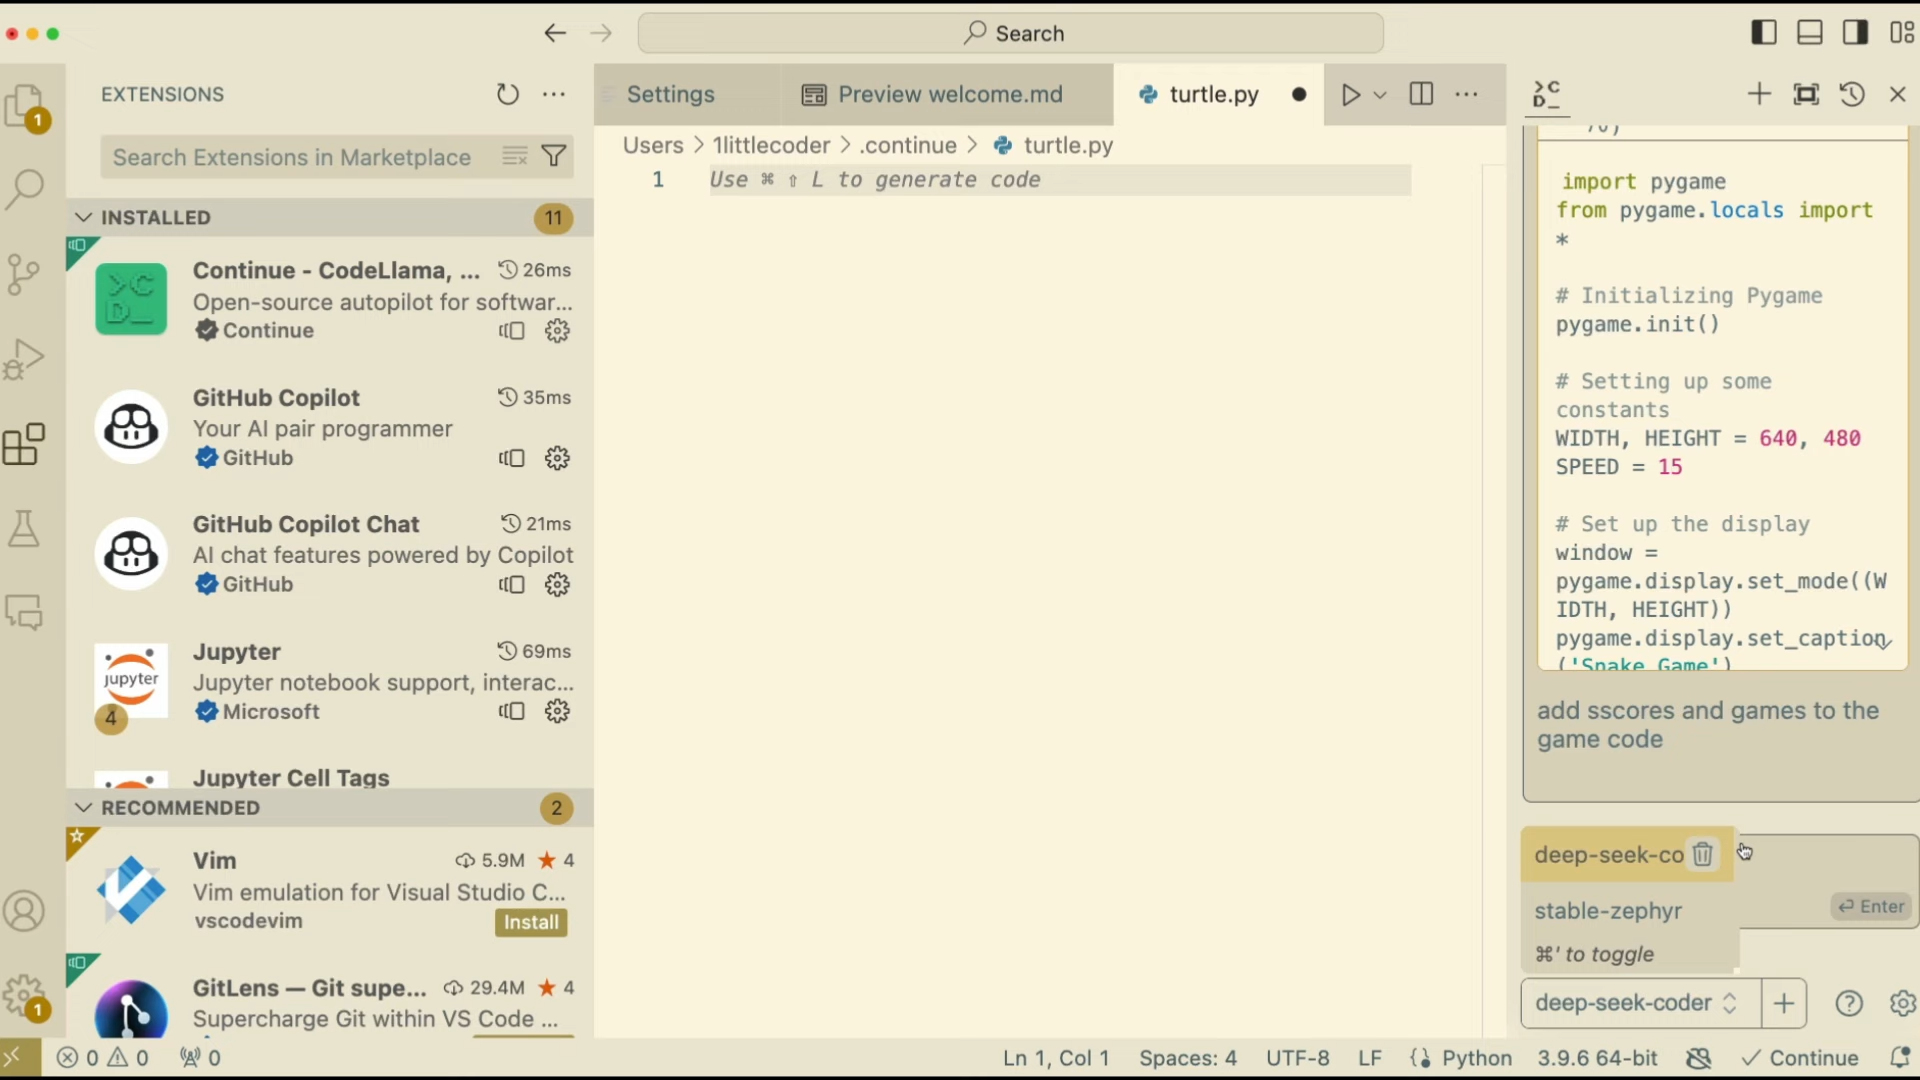 Search
EXTENSIONS
1
Search Extensions in Marketplace
INSTALLED 11
Continue - CodeLlama, ... 26ms
Open-source autopilot for softwar...
Continue
GitHub Copilot 35ms
Your AI pair programmer
GitHub
GitHub Copilot Chat 21ms
AI chat features powered by Copilot
GitHub
Jupyter 69ms
Jupyter notebook support, interac...
Microsoft
jupyter
4
Jupyter Cell Tags
RECOMMENDED 2
Vim 5.9M 4
Vim emulation for Visual Studio C...
vscodevim Install
GitLens — Git supe... 29.4M 4
Supercharge Git within VS Code ...
1
Settings Preview welcome.md turtle.py
Users > 1littlecoder > .continue > turtle.py
1 Use ⌘ ⇧ L to generate code
>C
D_
import pygame
from pygame.locals import
*
# Initializing Pygame
pygame.init()
# Setting up some
constants
WIDTH, HEIGHT = 640, 480
SPEED = 15
# Set up the display
window =
pygame.display.set_mode((W
IDTH, HEIGHT))
pygame.display.set_caption
('Snake Game')
add sscores and games to the
game code
deep-seek-co
stable-zephyr
⌘' to toggle
⏎ Enter
deep-seek-coder
0 0 0
Ln 1, Col 1 Spaces: 4 UTF-8 LF Python 3.9.6 64-bit Continue